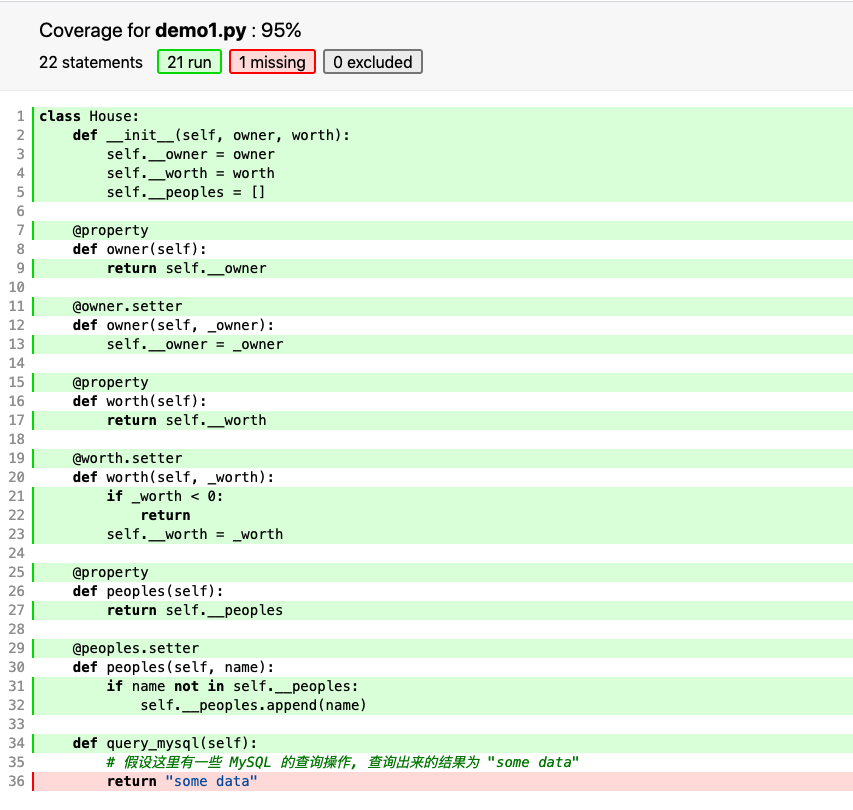 Coverage for demo1.py : 95%
22 statements 21 run 1 missing 0 excluded
1 class House:
2     def __init__(self, owner, worth):
3         self.__owner = owner
4         self.__worth = worth
5         self.__peoples = []
6
7     @property
8     def owner(self):
9         return self.__owner
10
11     @owner.setter
12     def owner(self, _owner):
13         self.__owner = _owner
14
15     @property
16     def worth(self):
17         return self.__worth
18
19     @worth.setter
20     def worth(self, _worth):
21         if _worth < 0:
22             return
23         self.__worth = _worth
24
25     @property
26     def peoples(self):
27         return self.__peoples
28
29     @peoples.setter
30     def peoples(self, name):
31         if name not in self.__peoples:
32             self.__peoples.append(name)
33
34     def query_mysql(self):
35         # 假设这里有一些 MySQL 的查询操作, 查询出来的结果为 "some data"
36         return "some data"